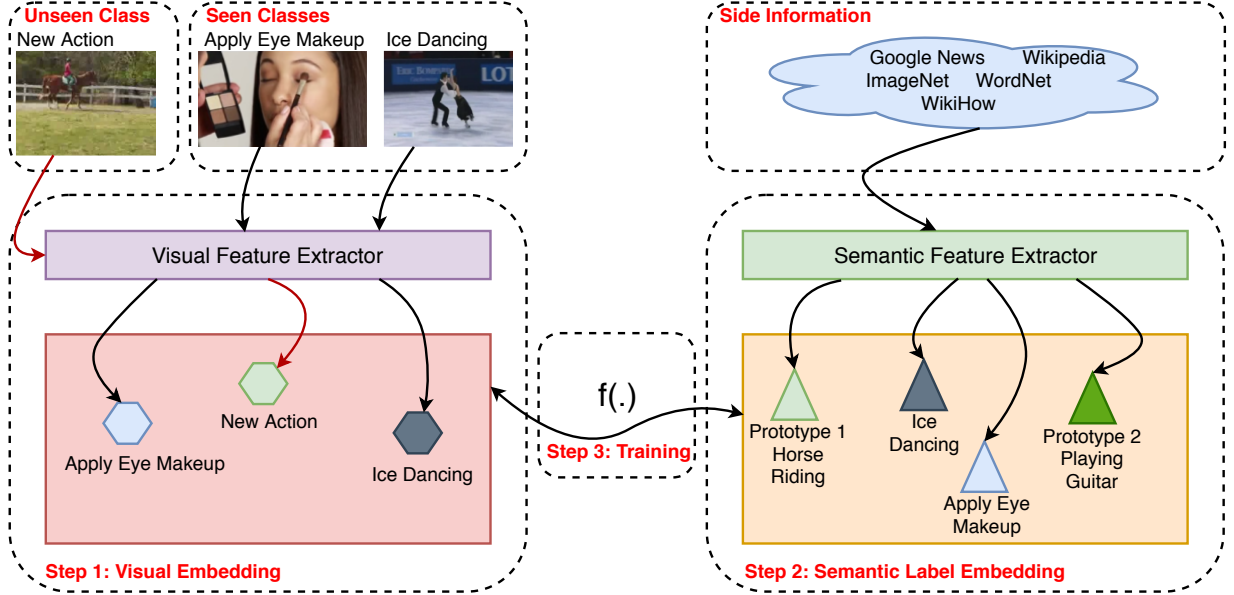 Unseen Class
New Action
Seen Classes
Apply Eye Makeup
Ice Dancing
LOT
Side Information
Google News Wikipedia
ImageNet WordNet
WikiHow
Visual Feature Extractor
Apply Eye Makeup
New Action
Ice Dancing
Step 1: Visual Embedding
f(.)
Step 3: Training
Semantic Feature Extractor
Prototype 1
Horse
Riding
Ice
Dancing
Apply Eye
Makeup
Prototype 2
Playing
Guitar
Step 2: Semantic Label Embedding